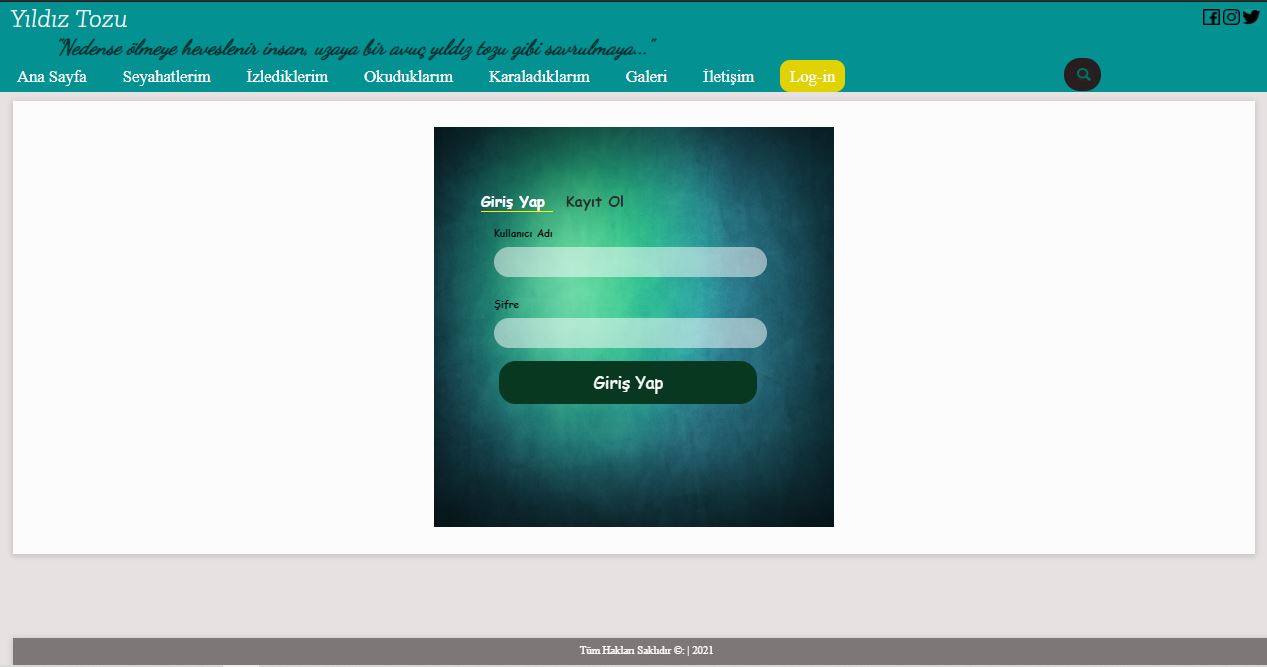 Yıldız Tozu
"Nedense ölmeye heveslenir insan, uzaya bir avuç yıldız tozu gibi savrulmaya..."
Ana Sayfa Seyahatlerim İzlediklerim Okuduklarım Karaladıklarım Galeri İletişim Log-in
Giriş Yap Kayıt Ol
Kullanıcı Adı
Şifre
Giriş Yap
Tüm Hakları Saklıdır ©: | 2021